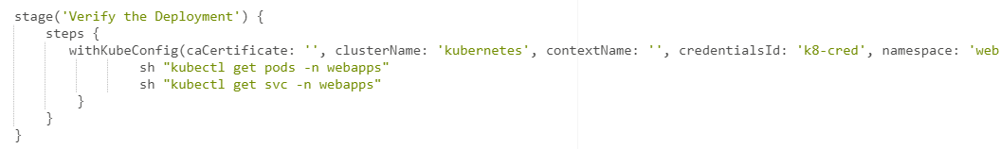 stage('Verify the Deployment') {
steps {
withKubeConfig(caCertificate: '', clusterName: 'kubernetes', contextName: '', credentialsId: 'k8-cred', namespace: 'web
sh "kubectl get pods -n webapps"
sh "kubectl get svc -n webapps"
}
}
}